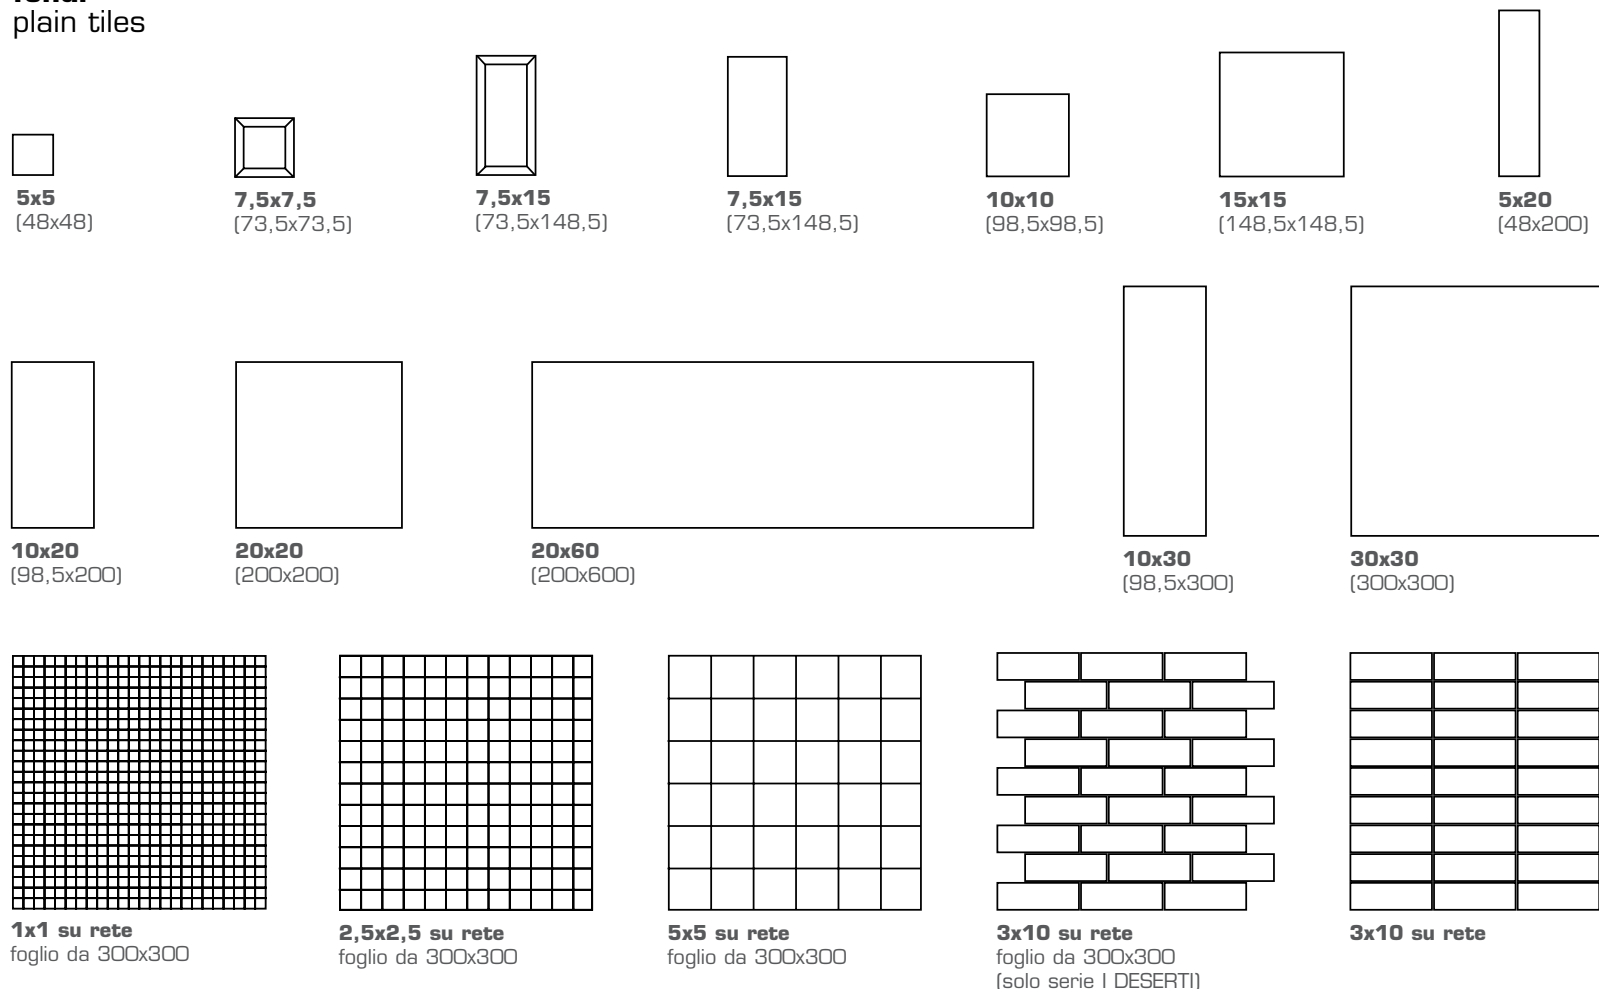 plain tiles
5x5
(48x48)
7,5x7,5
(73,5x73,5)
7,5x15
(73,5x148,5)
7,5x15
(73,5x148,5)
10x10
(98,5x98,5)
15x15
(148,5x148,5)
5x20
(48x200)
10x20
(98,5x200)
20x20
(200x200)
20x60
(200x600)
10x30
(98,5x300)
30x30
(300x300)
1x1 su rete
foglio da 300x300
2,5x2,5 su rete
foglio da 300x300
5x5 su rete
foglio da 300x300
3x10 su rete
foglio da 300x300
(solo serie I DESERTI)
3x10 su rete